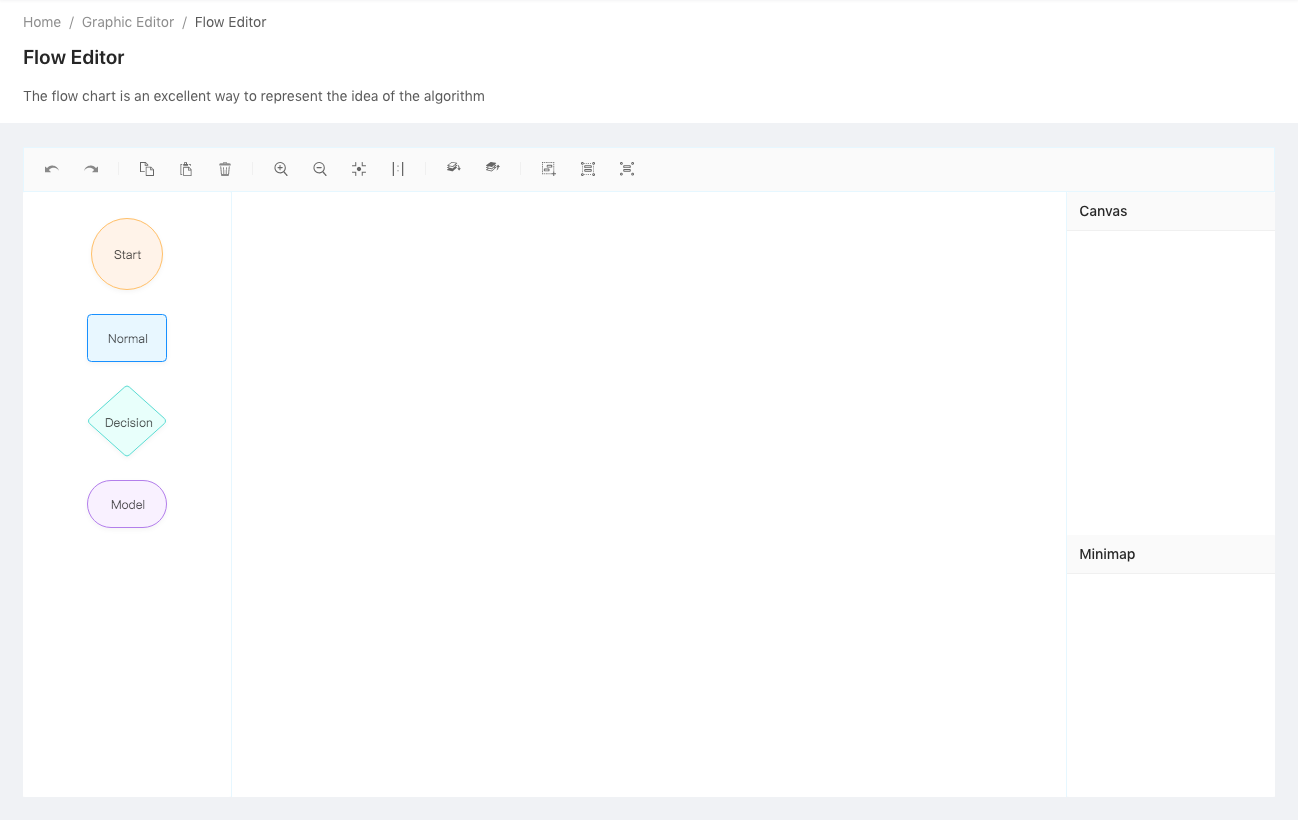 Home / Graphic Editor / Flow Editor
Flow Editor
The flow chart is an excellent way to represent the idea of the algorithm
Canvas
Start
Normal
Decision
Model
Minimap